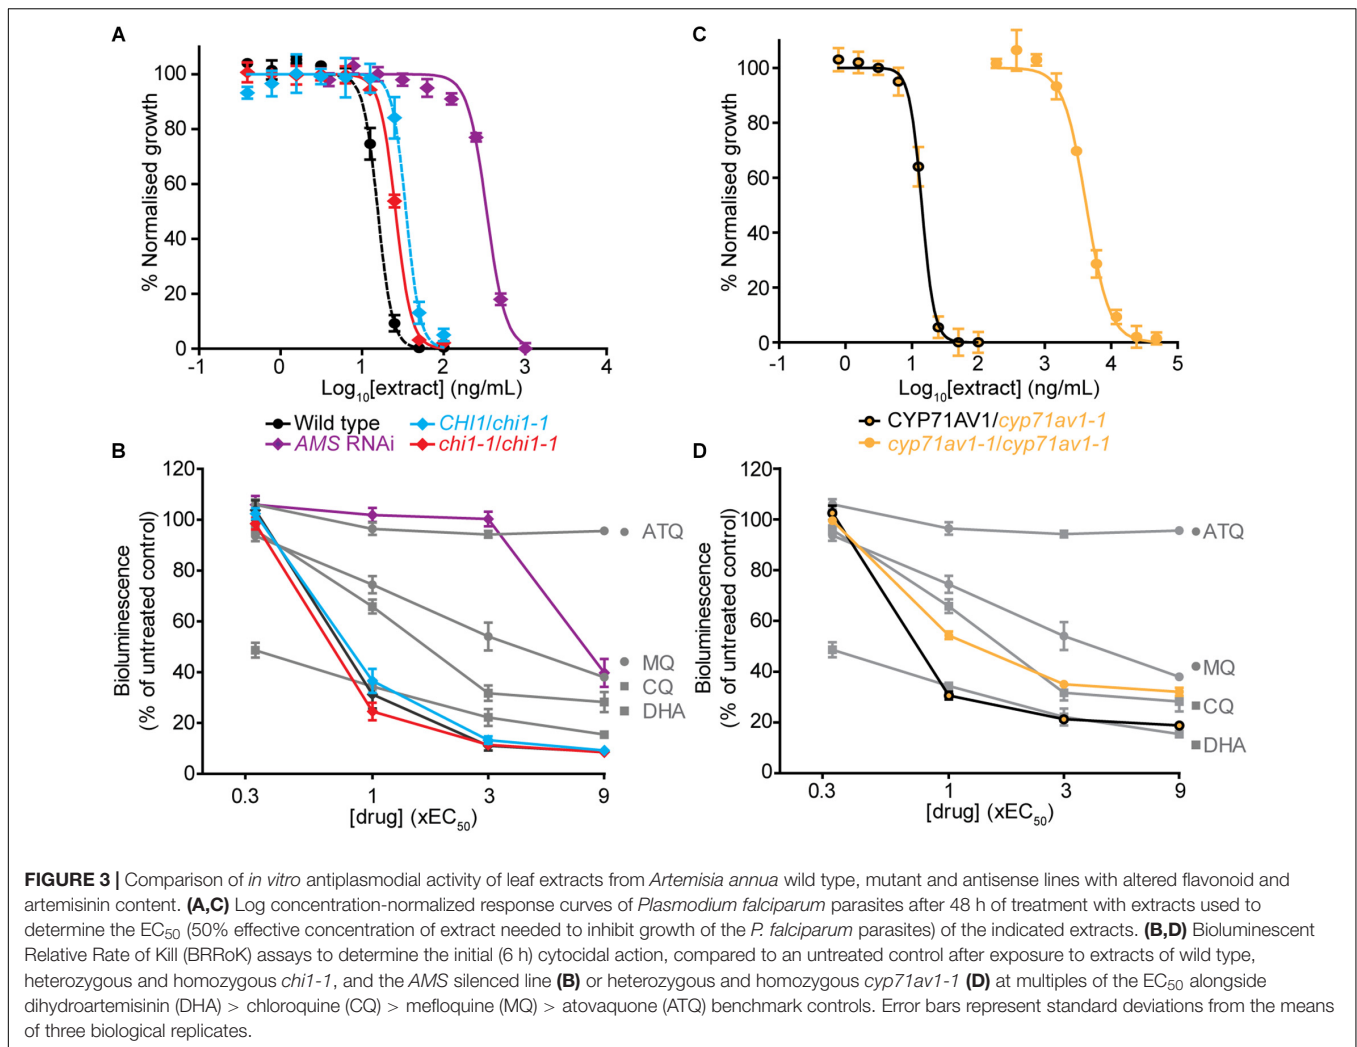 A
% Normalised growth
100
80
60
40
20
0
-1 0 1 2 3 4
Log10[extract] (ng/mL)
C
% Normalised growth
100
80
60
40
20
0
-1 0 1 2 3 4 5
Log10[extract] (ng/mL)
Wild type CHI1/chi1-1
AMS RNAi chi1-1/chi1-1
CYP71AV1/cyp71av1-1
cyp71av1-1/cyp71av1-1
B
Bioluminescence
(% of untreated control)
120
100
80
60
40
20
0
ATQ
MQ
CQ
DHA
0.3 1 3 9
[drug] (xEC50)
D
Bioluminescence
(% of untreated control)
120
100
80
60
40
20
0
ATQ
MQ
CQ
DHA
0.3 1 3 9
[drug] (xEC50)
FIGURE 3 | Comparison of in vitro antiplasmodial activity of leaf extracts from Artemisia annua wild type, mutant and antisense lines with altered flavonoid and
artemisinin content. (A,C) Log concentration-normalized response curves of Plasmodium falciparum parasites after 48 h of treatment with extracts used to
determine the EC50 (50% effective concentration of extract needed to inhibit growth of the P. falciparum parasites) of the indicated extracts. (B,D) Bioluminescent
Relative Rate of Kill (BRRoK) assays to determine the initial (6 h) cytocidal action, compared to an untreated control after exposure to extracts of wild type,
heterozygous and homozygous chi1-1, and the AMS silenced line (B) or heterozygous and homozygous cyp71av1-1 (D) at multiples of the EC50 alongside
dihydroartemisinin (DHA) > chloroquine (CQ) > mefloquine (MQ) > atovaquone (ATQ) benchmark controls. Error bars represent standard deviations from the means
of three biological replicates.